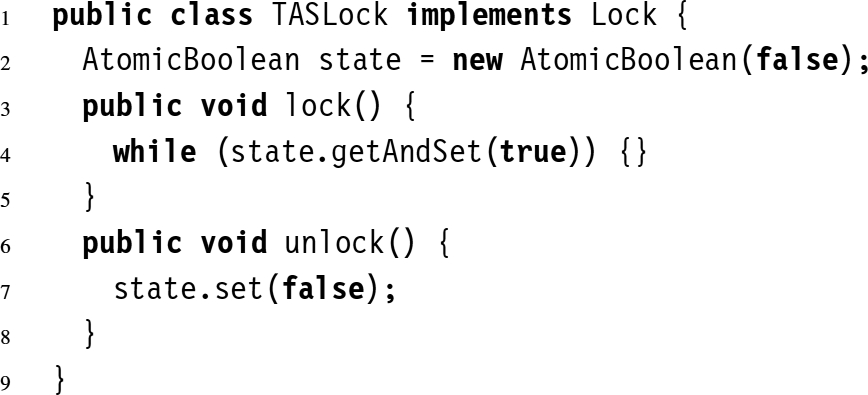 1 public class TASLock implements Lock {
2 AtomicBoolean state = new AtomicBoolean(false);
3 public void lock() {
4 while (state.getAndSet(true)) {}
5 }
6 public void unlock() {
7 state.set(false);
8 }
9 }